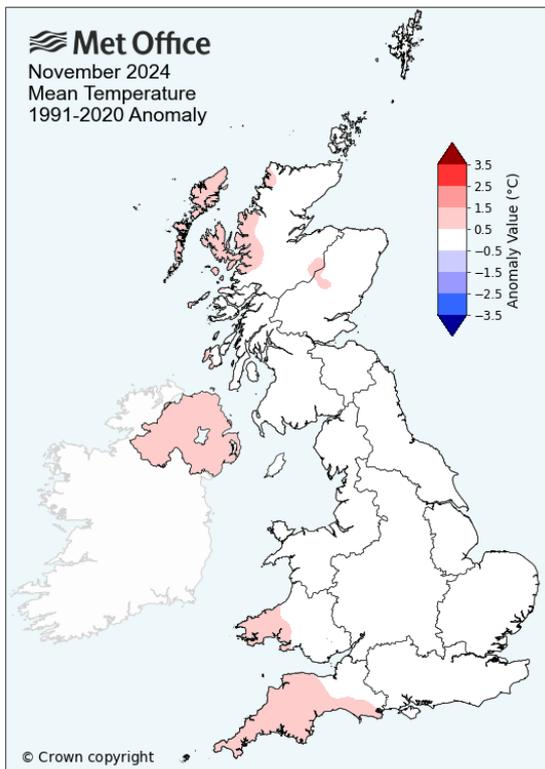 Met Office
November 2024
Mean Temperature
1991-2020 Anomaly
3.5
2.5
1.5
0.5
−0.5
−1.5
−2.5
−3.5
Anomaly Value (°C)
© Crown copyright